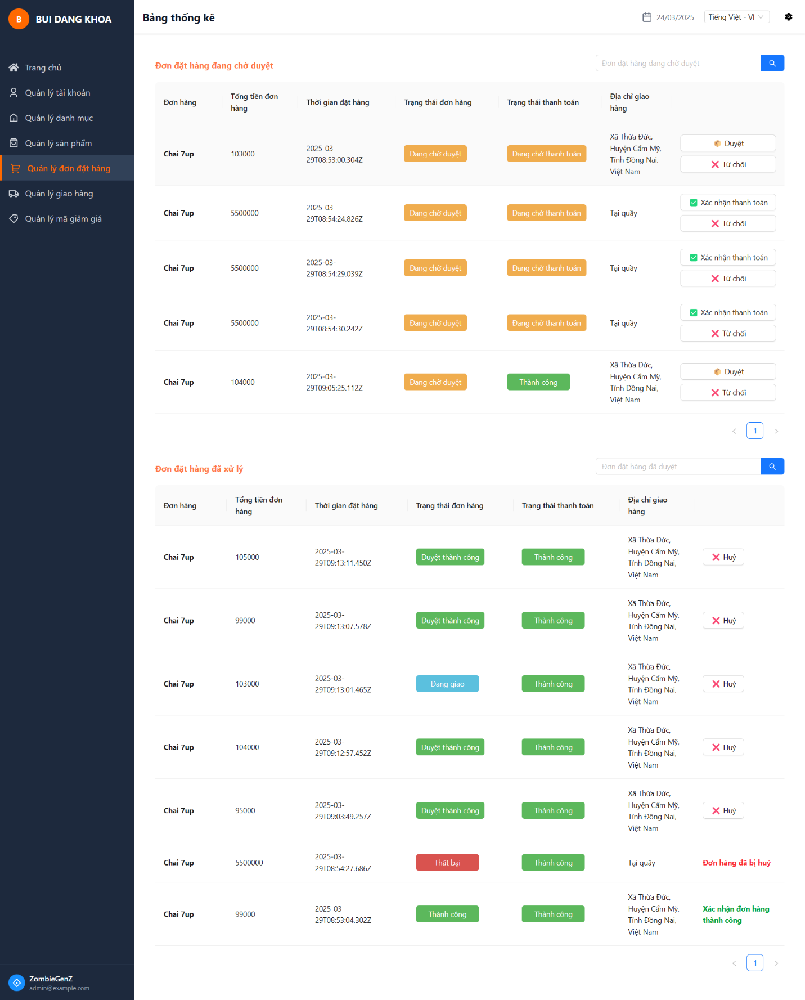 B
BUI DANG KHOA
Trang chủ
Quản lý tài khoản
Quản lý danh mục
Quản lý sản phẩm
Quản lý đơn đặt hàng
Quản lý giao hàng
Quản lý mã giảm giá
ZombieGenZ
admin@example.com
Bảng thống kê
24/03/2025
Tiếng Việt - VI
Đơn đặt hàng đang chờ duyệt
Đơn đặt hàng đang chờ duyệt
Đơn hàng
Tổng tiền đơn
hàng
Thời gian đặt hàng
Trạng thái đơn hàng
Trạng thái thanh toán
Địa chỉ giao
hàng
Chai 7up
103000
2025-03-
29T08:53:00.304Z
Đang chờ duyệt
Đang chờ thanh toán
Xã Thừa Đức,
Huyện Cẩm Mỹ,
Tỉnh Đồng Nai,
Việt Nam
Duyệt
Từ chối
Chai 7up
5500000
2025-03-
29T08:54:24.826Z
Đang chờ duyệt
Đang chờ thanh toán
Tại quầy
Xác nhận thanh toán
Từ chối
Chai 7up
5500000
2025-03-
29T08:54:29.039Z
Đang chờ duyệt
Đang chờ thanh toán
Tại quầy
Xác nhận thanh toán
Từ chối
Chai 7up
5500000
2025-03-
29T08:54:30.242Z
Đang chờ duyệt
Đang chờ thanh toán
Tại quầy
Xác nhận thanh toán
Từ chối
Chai 7up
104000
2025-03-
29T09:05:25.112Z
Đang chờ duyệt
Thành công
Xã Thừa Đức,
Huyện Cẩm Mỹ,
Tỉnh Đồng Nai,
Việt Nam
Duyệt
Từ chối
1
Đơn đặt hàng đã xử lý
Đơn đặt hàng đã duyệt
Đơn hàng
Tổng tiền đơn
hàng
Thời gian đặt hàng
Trạng thái đơn hàng
Trạng thái thanh toán
Địa chỉ giao
hàng
Chai 7up
105000
2025-03-
29T09:13:11.450Z
Duyệt thành công
Thành công
Xã Thừa Đức,
Huyện Cẩm Mỹ,
Tỉnh Đồng Nai,
Việt Nam
Huỷ
Chai 7up
99000
2025-03-
29T09:13:07.578Z
Duyệt thành công
Thành công
Xã Thừa Đức,
Huyện Cẩm Mỹ,
Tỉnh Đồng Nai,
Việt Nam
Huỷ
Chai 7up
103000
2025-03-
29T09:13:01.465Z
Đang giao
Thành công
Xã Thừa Đức,
Huyện Cẩm Mỹ,
Tỉnh Đồng Nai,
Việt Nam
Huỷ
Chai 7up
104000
2025-03-
29T09:12:57.452Z
Duyệt thành công
Thành công
Xã Thừa Đức,
Huyện Cẩm Mỹ,
Tỉnh Đồng Nai,
Việt Nam
Huỷ
Chai 7up
95000
2025-03-
29T09:03:49.257Z
Duyệt thành công
Thành công
Xã Thừa Đức,
Huyện Cẩm Mỹ,
Tỉnh Đồng Nai,
Việt Nam
Huỷ
Chai 7up
5500000
2025-03-
29T08:54:27.686Z
Thất bại
Thành công
Tại quầy
Đơn hàng đã bị huỷ
Chai 7up
99000
2025-03-
29T08:53:04.302Z
Thành công
Thành công
Xã Thừa Đức,
Huyện Cẩm Mỹ,
Tỉnh Đồng Nai,
Việt Nam
Xác nhận đơn hàng
thành công
1